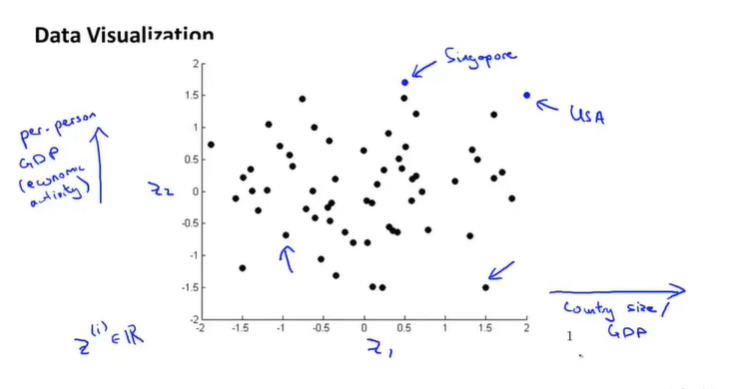 Data Visualization
Singapore
USA
per-person
GDP
(economic
activity)
2
1.5
1
0.5
0
-0.5
-1
-1.5
-2
z₂
-2
-1.5
-1
-0.5
0
0.5
1
1.5
2
z₁
Country size/
GDP
z⁽ⁱ⁾ ∈ ℝ